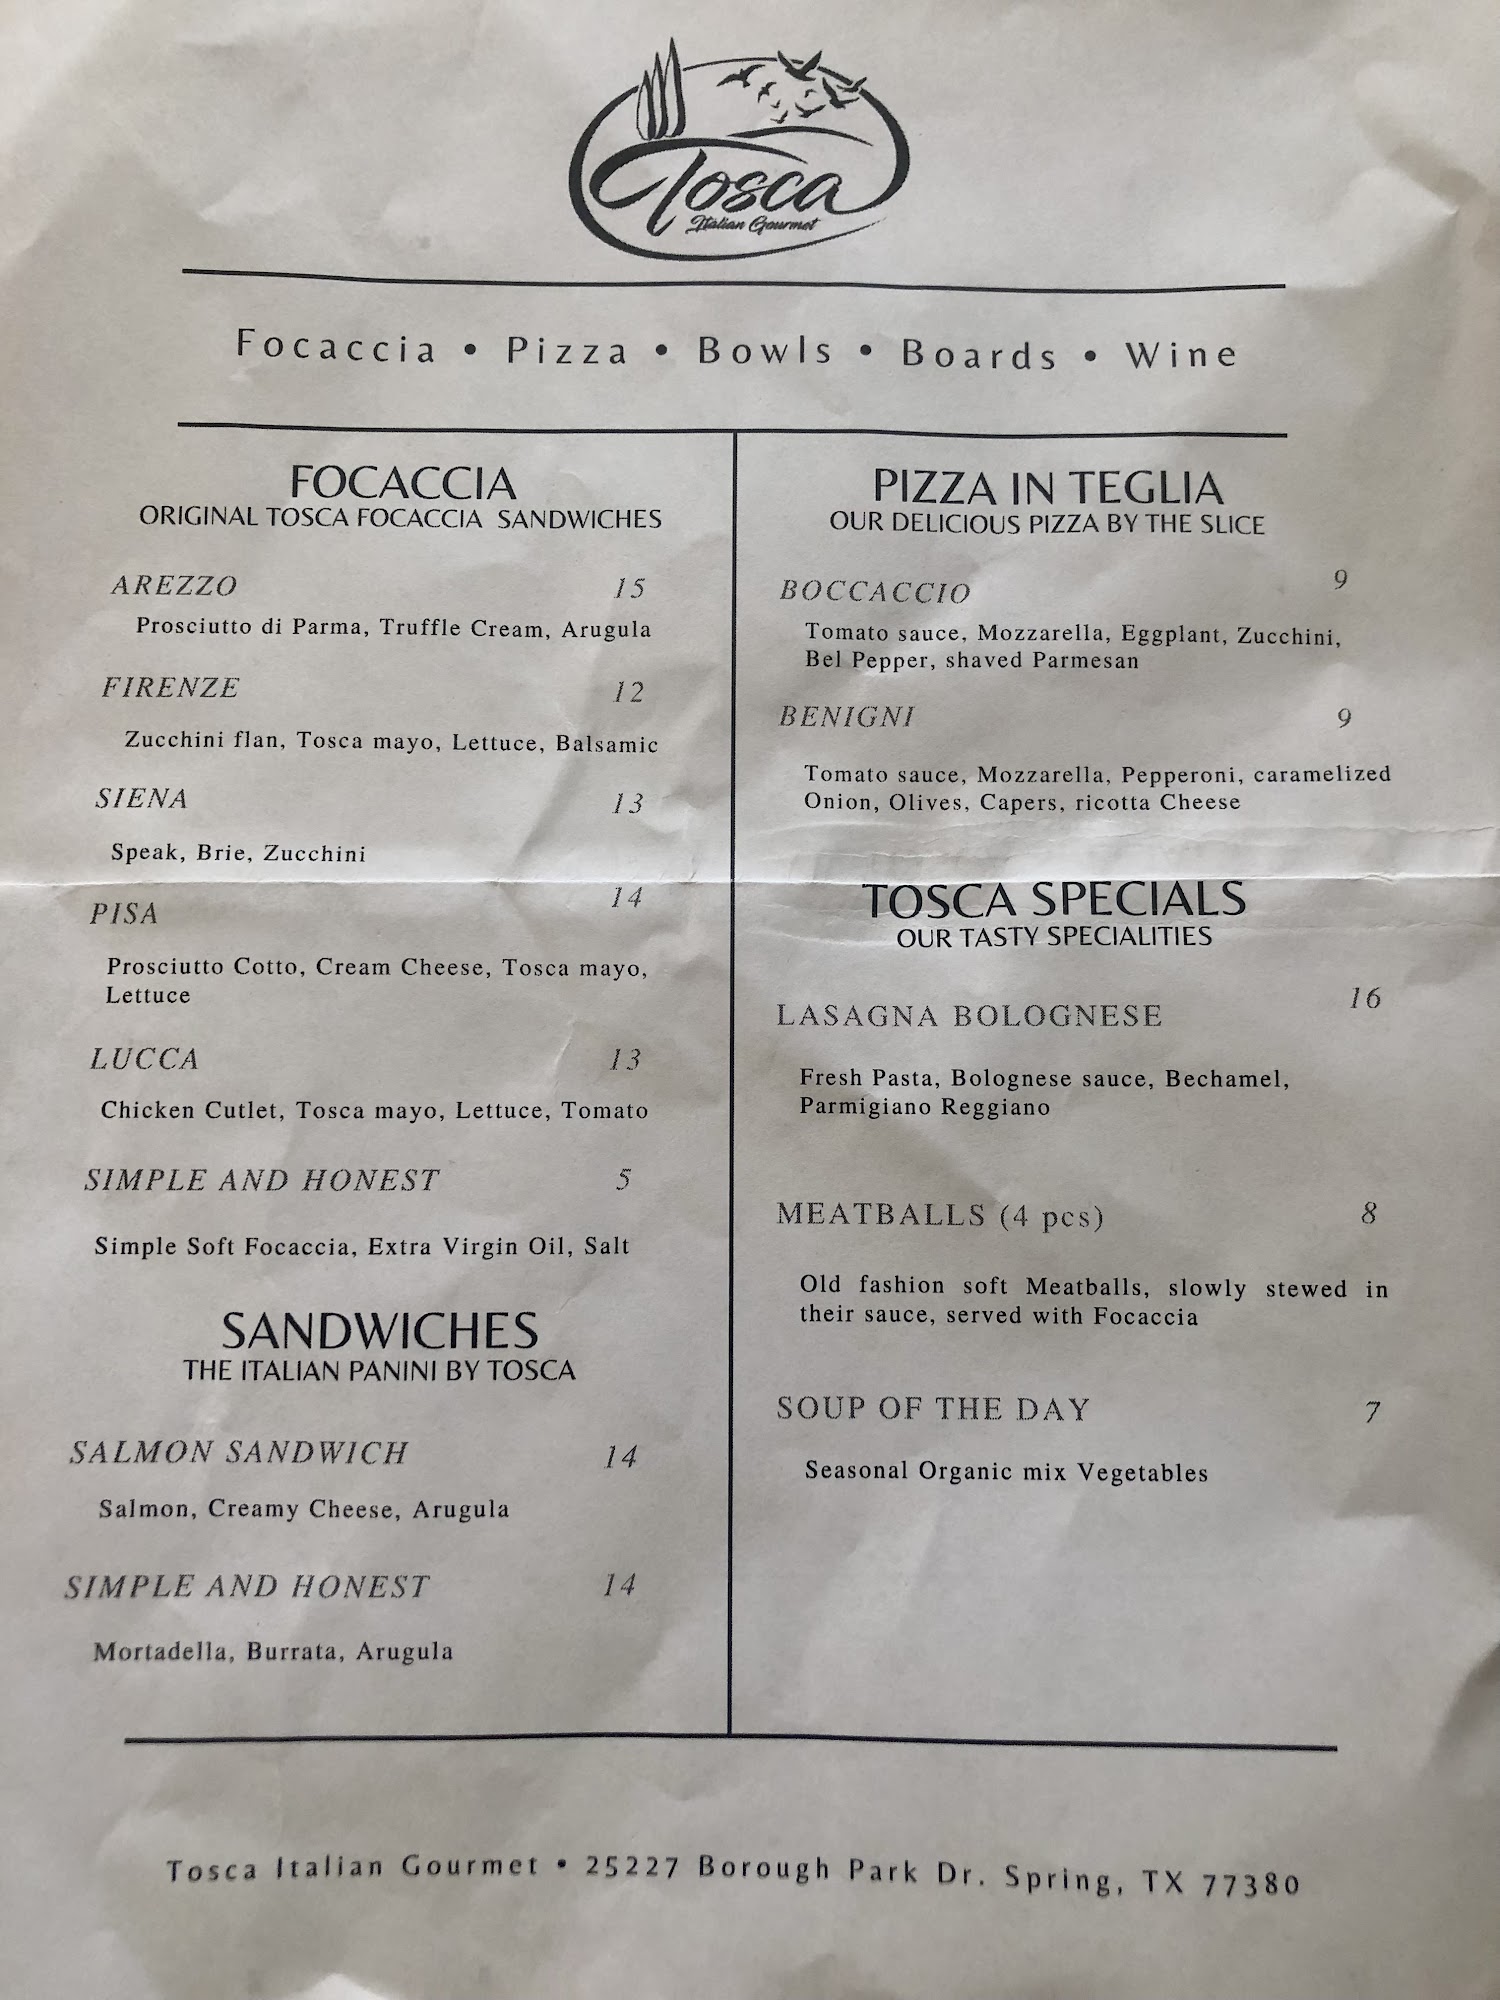 Tosca
Italian Gourmet
Focaccia • Pizza • Bowls • Boards • Wine
FOCACCIA
ORIGINAL TOSCA FOCACCIA SANDWICHES
AREZZO 15
Prosciutto di Parma, Truffle Cream, Arugula
FIRENZE 12
Zucchini flan, Tosca mayo, Lettuce, Balsamic
SIENA 13
Speak, Brie, Zucchini
PISA 14
Prosciutto Cotto, Cream Cheese, Tosca mayo,
Lettuce
LUCCA 13
Chicken Cutlet, Tosca mayo, Lettuce, Tomato
SIMPLE AND HONEST 5
Simple Soft Focaccia, Extra Virgin Oil, Salt
SANDWICHES
THE ITALIAN PANINI BY TOSCA
SALMON SANDWICH 14
Salmon, Creamy Cheese, Arugula
SIMPLE AND HONEST 14
Mortadella, Burrata, Arugula
PIZZA IN TEGLIA
OUR DELICIOUS PIZZA BY THE SLICE
BOCCACCIO 9
Tomato sauce, Mozzarella, Eggplant, Zucchini,
Bel Pepper, shaved Parmesan
BENIGNI 9
Tomato sauce, Mozzarella, Pepperoni, caramelized
Onion, Olives, Capers, ricotta Cheese
TOSCA SPECIALS
OUR TASTY SPECIALITIES
LASAGNA BOLOGNESE 16
Fresh Pasta, Bolognese sauce, Bechamel,
Parmigiano Reggiano
MEATBALLS (4 pcs) 8
Old fashion soft Meatballs, slowly stewed in
their sauce, served with Focaccia
SOUP OF THE DAY 7
Seasonal Organic mix Vegetables
Tosca Italian Gourmet • 25227 Borough Park Dr. Spring, TX 77380